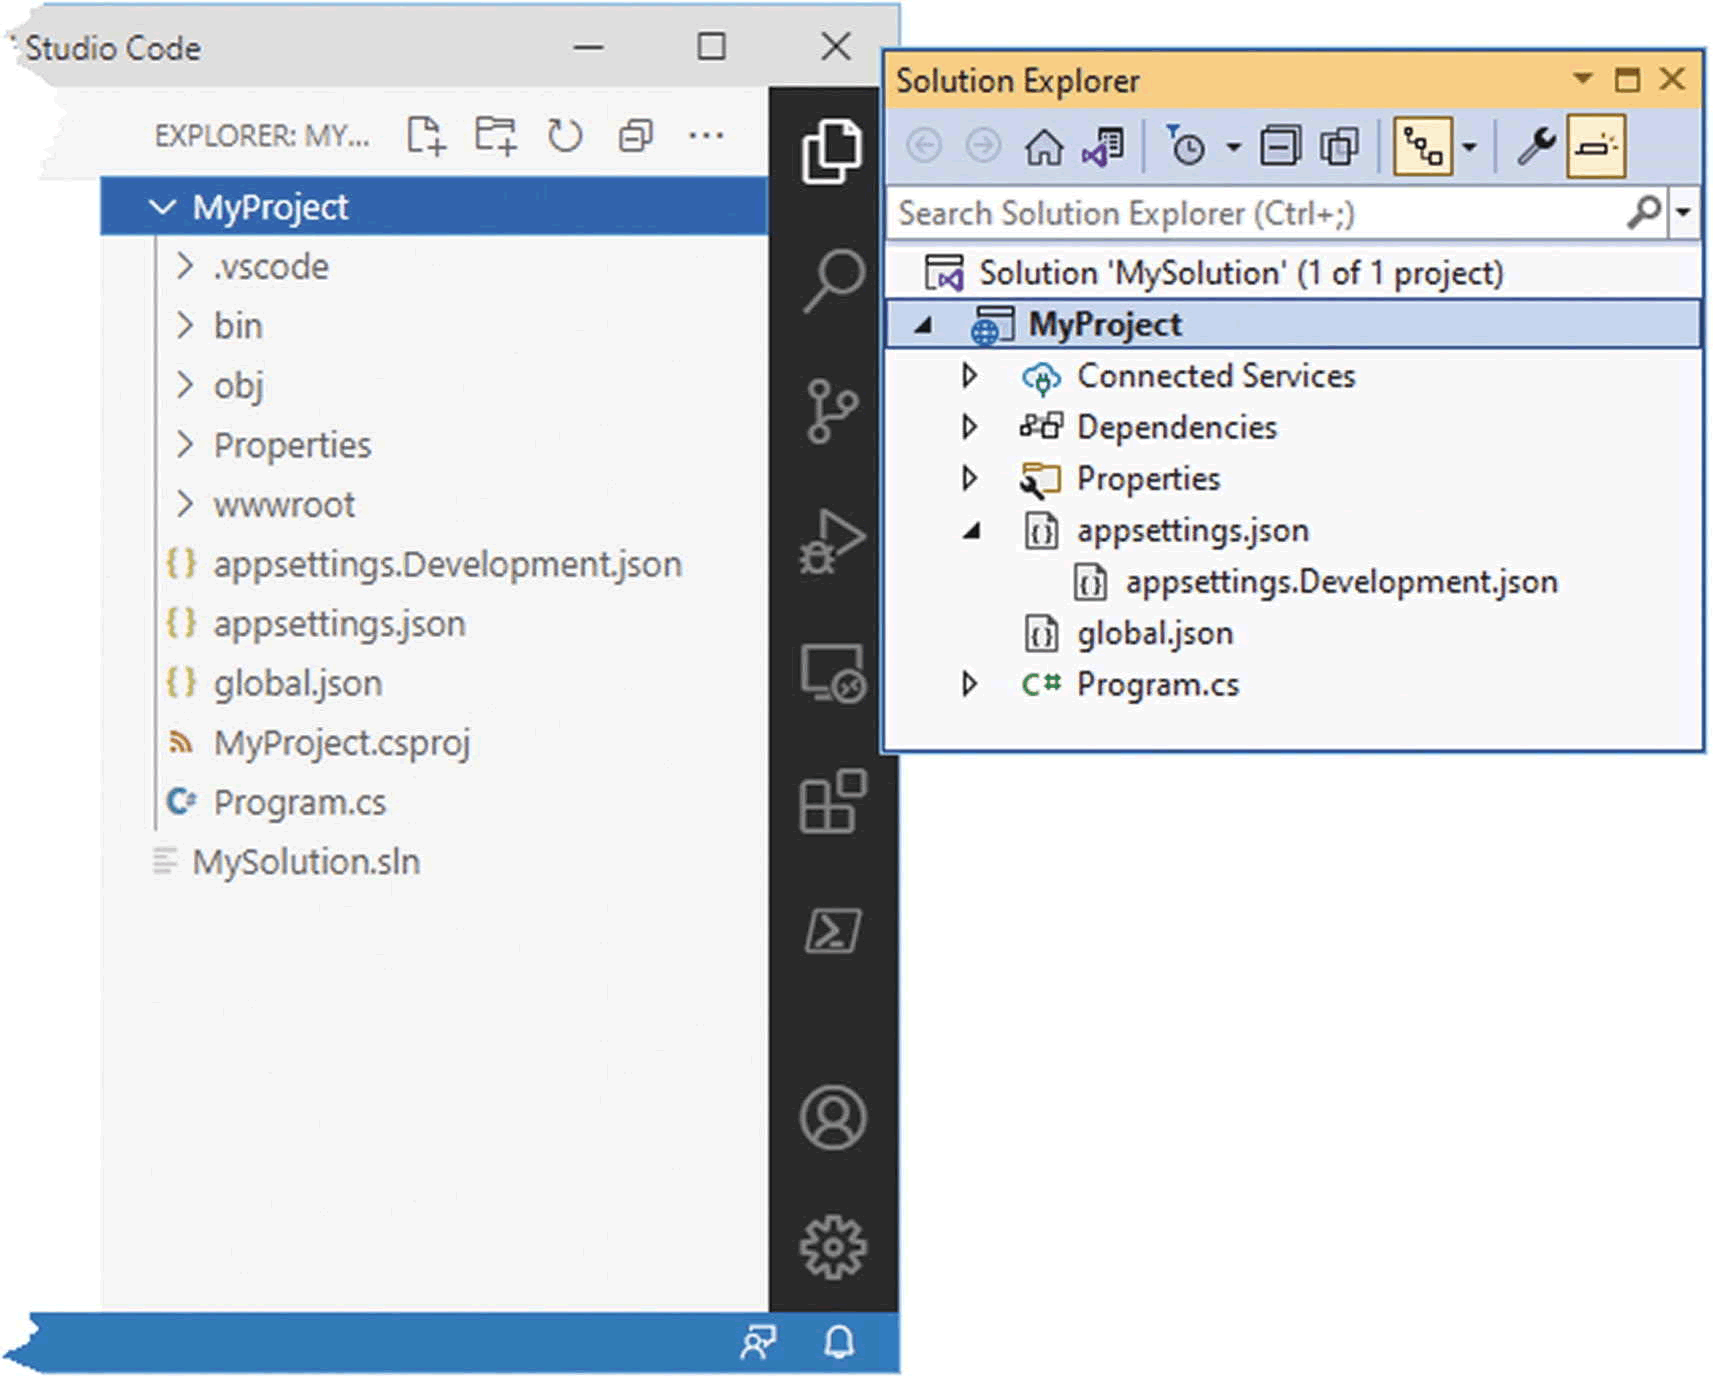 Studio Code
EXPLORER: MY...
MyProject
.vscode
bin
obj
Properties
wwwroot
appsettings.Development.json
appsettings.json
global.json
MyProject.csproj
Program.cs
MySolution.sln
Solution Explorer
Search Solution Explorer (Ctrl+;)
Solution 'MySolution' (1 of 1 project)
MyProject
Connected Services
Dependencies
Properties
appsettings.json
appsettings.Development.json
global.json
C# Program.cs